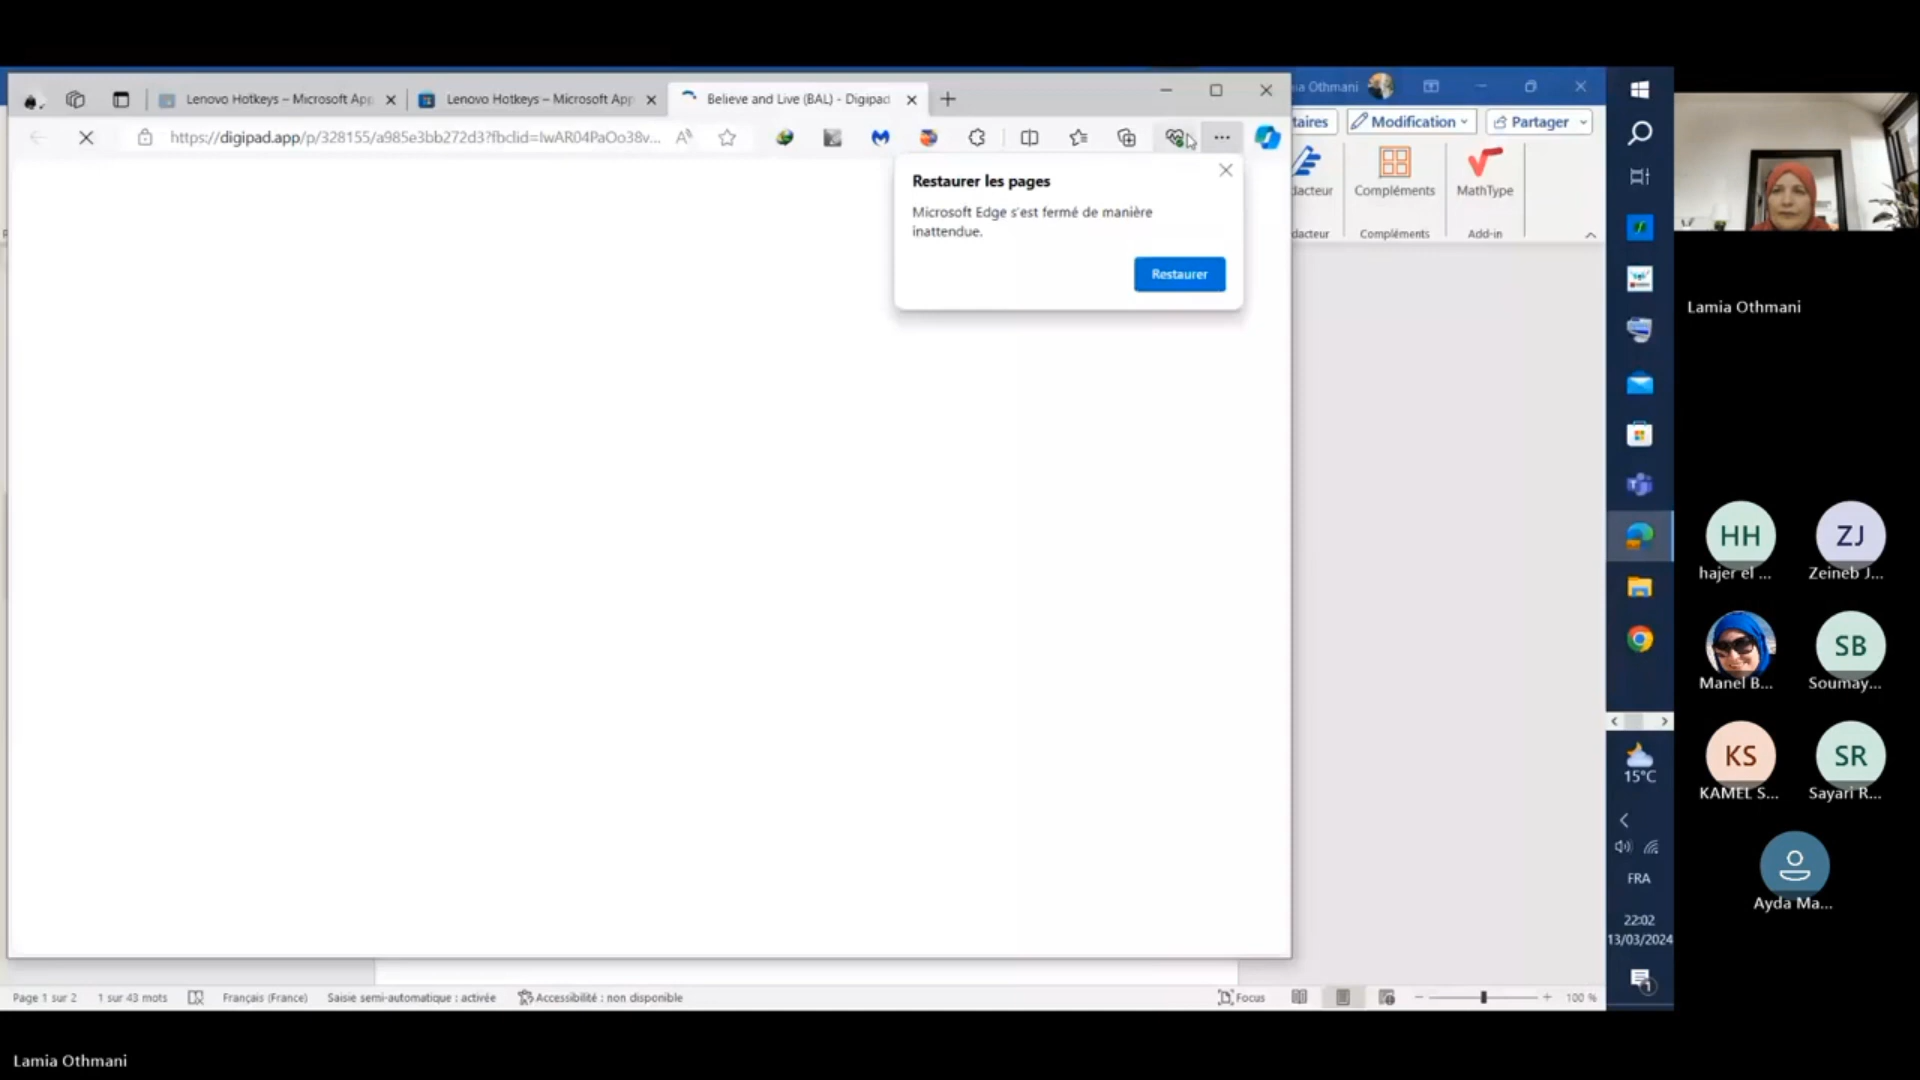 Lenovo Hotkeys – Microsoft App
Lenovo Hotkeys – Microsoft App
Believe and Live (BAL) - Digipad
https://digipad.app/p/328155/a985e3bb272d3?fbclid=IwAR04PaOo38v...
Restaurer les pages
Microsoft Edge s'est fermé de manière
inattendue.
Restaurer
Othmani
taires
Modification
Partager
dacteur
Compléments
MathType
dacteur
Compléments
Add-in
Lamia Othmani
HH
hajer el ...
ZJ
Zeineb J...
Manel B...
SB
Soumay...
KS
KAMEL S...
SR
Sayari R...
Ayda Ma...
15°C
FRA
22:02
13/03/2024
1
Page 1 sur 2
1 sur 43 mots
Français (France)
Saisie semi-automatique : activée
Accessibilité : non disponible
Focus
100 %
Lamia Othmani